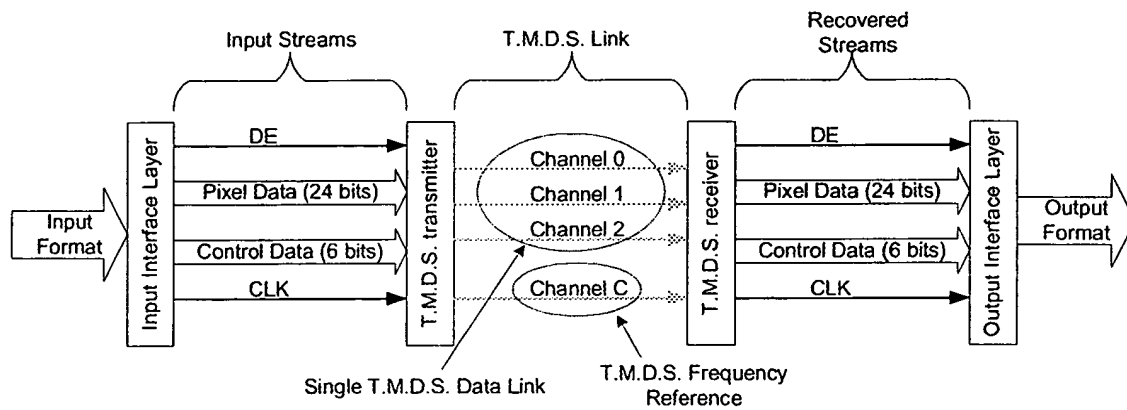 Input Streams
T.M.D.S. Link
Recovered
Streams
Input
Format
Input Interface Layer
DE
Pixel Data (24 bits)
Control Data (6 bits)
CLK
T.M.D.S. transmitter
Channel 0
Channel 1
Channel 2
Channel C
T.M.D.S. receiver
DE
Pixel Data (24 bits)
Control Data (6 bits)
CLK
Output Interface Layer
Output
Format
Single T.M.D.S. Data Link
T.M.D.S. Frequency
Reference